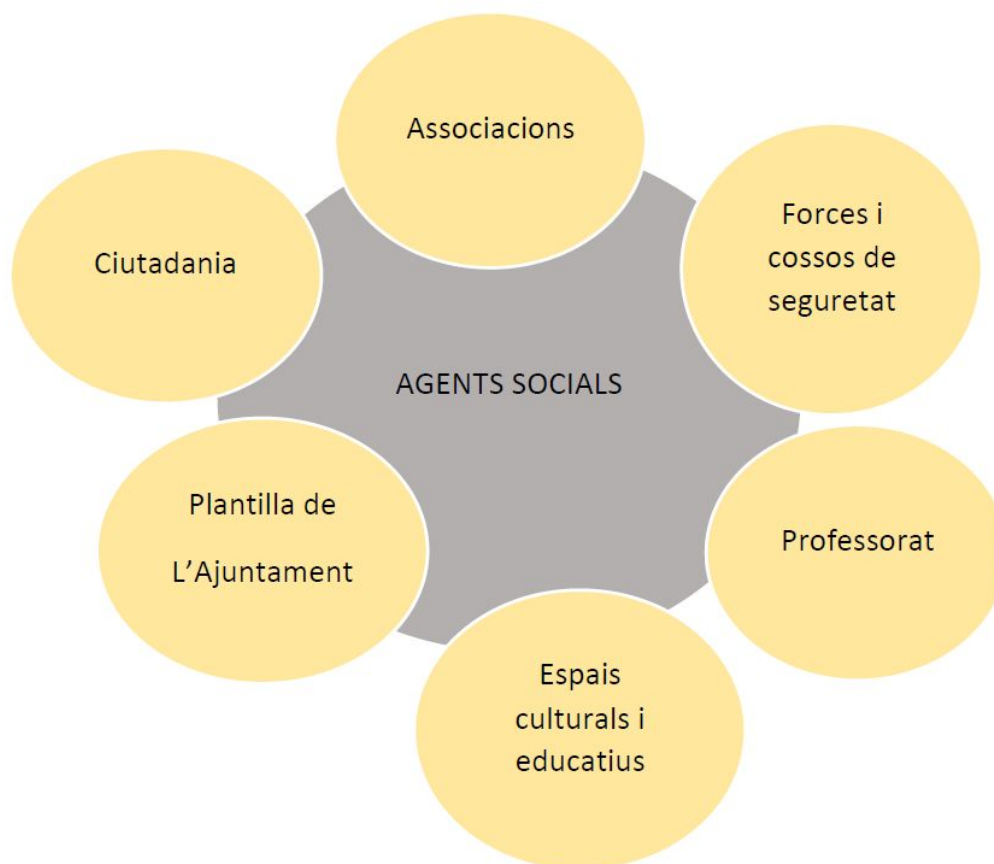 Associacions
Forces i
cossos de
seguretat
Ciutadania
AGENTS SOCIALS
Plantilla de
L’Ajuntament
Professorat
Espais
culturals i
educatius